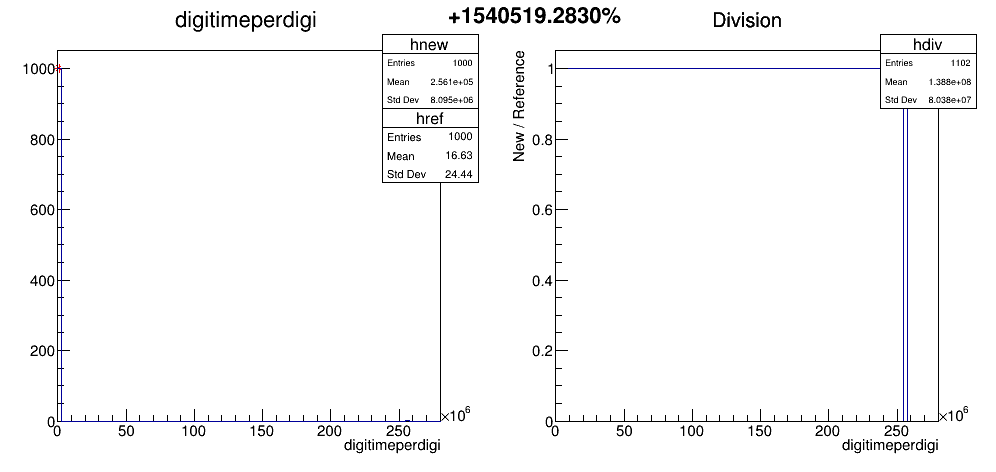 +1540519.2830%
digitimeperdigi
hnew
Entries 1000
Mean 2.561e+05
Std Dev 8.095e+06
href
Entries 1000
Mean 16.63
Std Dev 24.44
1000
800
600
400
200
0
0 50 100 150 200 250
×10⁶
digitimeperdigi
Division
hdiv
Entries 1102
Mean 1.388e+08
Std Dev 8.038e+07
New / Reference
1
0.8
0.6
0.4
0.2
0
0 50 100 150 200 250
×10⁶
digitimeperdigi